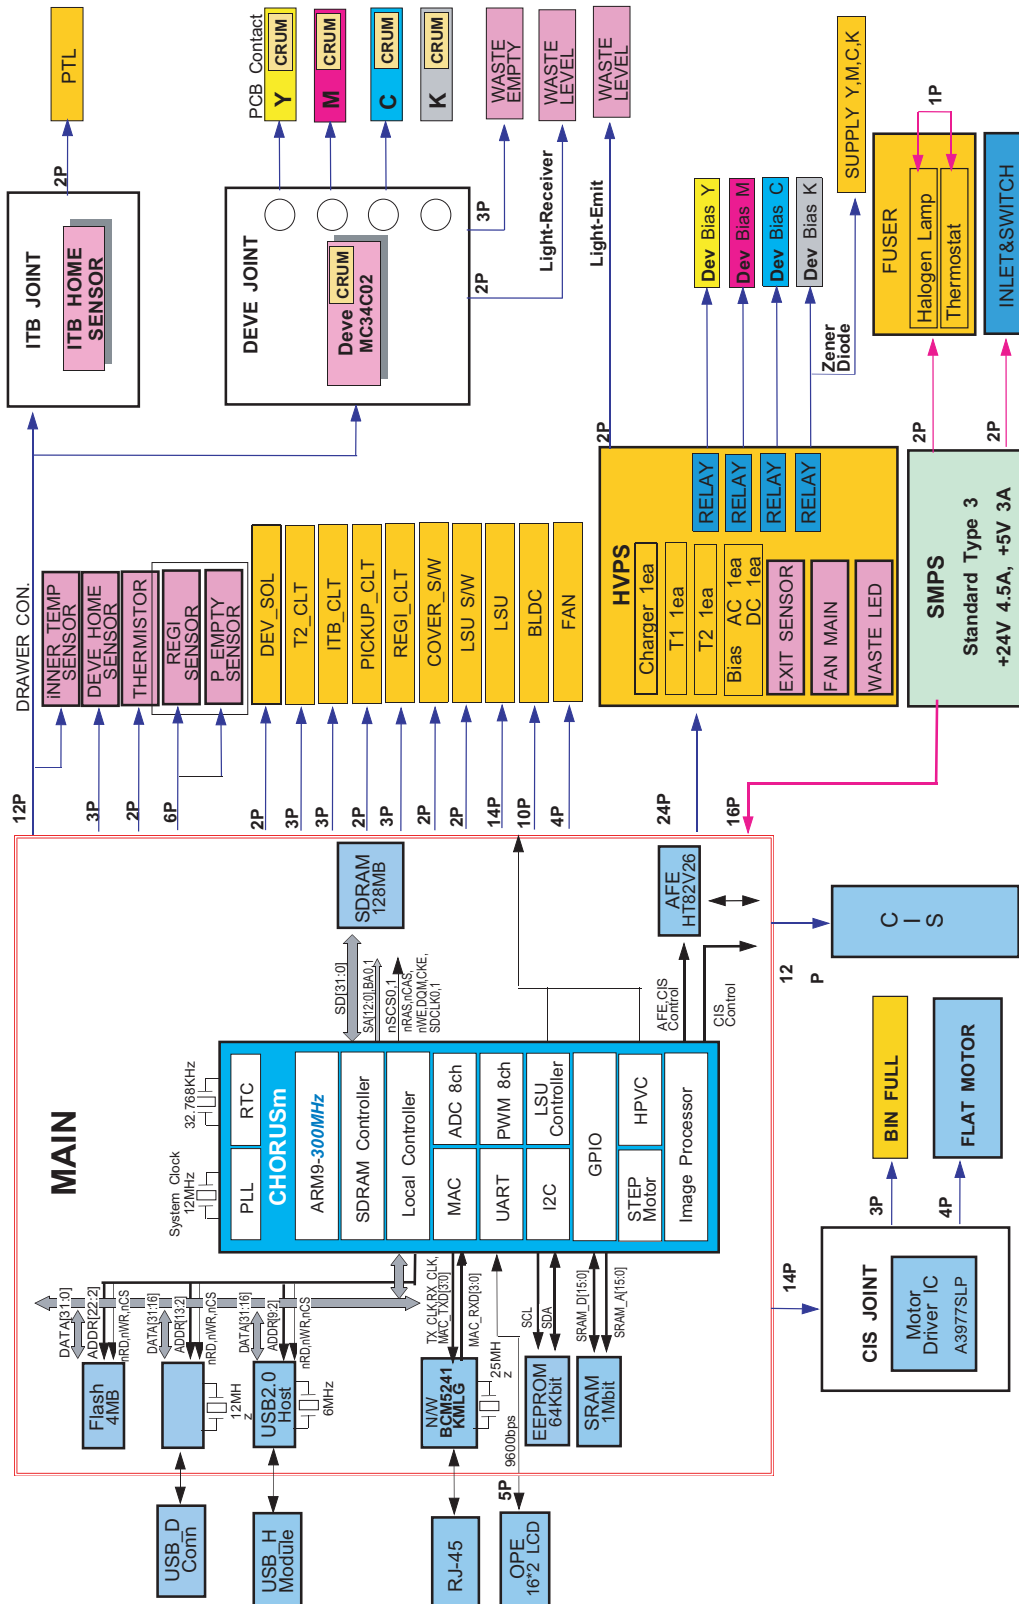 MAIN
System Clock
12MHz
32.768KHz
PLL
RTC
CHORUSm
ARM9-300MHz
SDRAM Controller
Local Controller
MAC
ADC 8ch
UART
PWM 8ch
I2C
LSU
Controller
GPIO
STEP
Motor
HPVC
Image Processor
SDRAM
128MB
SD[31:0]
SA[12:0],BA0,1
nSCS0,1
nRAS,nCAS,
nWE,DQM,CKE,
SDCLK0,1
AFE
HT82V26
AFE,CIS
Control
CIS
Control
DATA[31:0]
ADDR[22:2]
nRD,nWR,nCS
DATA[31:16]
ADDR[13:2]
nRD,nWR,nCS
DATA[31:16]
ADDR[9:2]
nRD,nWR,nCS
Flash
4MB
12MH
z
USB2.0
Host
6MHz
TX_CLK,RX_CLK,
MAC_TXD[3:0]
MAC_RXD[3:0]
N/W
BCM5241
KMLG
25MH
z
9600bps
SCL
SDA
EEPROM
64Kbit
SRAM_D[15:0]
SRAM_A[15:0]
SRAM
1Mbit
USB_D
Conn
USB_H
Module
RJ-45
5P
OPE
16*2 LCD
12P
DRAWER CON.
ITB JOINT
ITB HOME
SENSOR
2P
PTL
DEVE JOINT
Deve CRUM
MC34C02
PCB Contact
Y CRUM
M CRUM
C CRUM
K CRUM
3P
WASTE
EMPTY
2P
Light-Receiver
WASTE
LEVEL
2P
Light-Emit
WASTE
LEVEL
iNNER TEMP
SENSOR
3P
DEVE HOME
SENSOR
2P
THERMISTOR
6P
REGI
SENSOR
P.EMPTY
SENSOR
2P
DEV_SOL
3P
T2_CLT
3P
ITB_CLT
2P
PICKUP_CLT
3P
REGI_CLT
2P
COVER_S/W
2P
LSU S/W
14P
LSU
10P
BLDC
4P
FAN
24P
HVPS
Charger 1ea
T1 1ea
T2 1ea
Bias AC 1ea
DC 1ea
EXIT SENSOR
FAN MAIN
WASTE LED
RELAY
RELAY
RELAY
RELAY
Dev Bias Y
Dev Bias M
Dev Bias C
Dev Bias K
Zener
Diode
SUPPLY Y,M,C,K
16P
SMPS
Standard Type 3
+24V 4.5A, +5V 3A
2P
FUSER
Halogen Lamp
Thermostat
1P
2P
INLET&SWITCH
12
P
C I S
14P
CIS JOINT
Motor
Driver IC
A3977SLP
3P
BIN FULL
4P
FLAT MOTOR